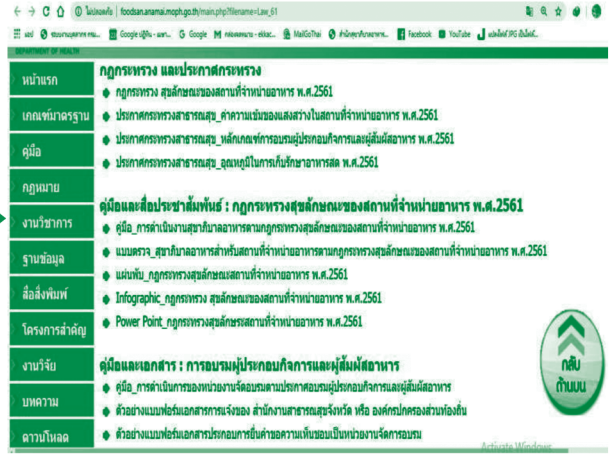 ไม่ปลอดภัย | foodsan.anamai.moph.go.th/main.php?filename=Law_61
แอป
Google ปฏิทิน
Google
MailGoThai
Facebook
YouTube
DEPARTMENT OF HEALTH
หน้าแรก
เกณฑ์มาตรฐาน
คู่มือ
กฎหมาย
งานวิชาการ
ฐานข้อมูล
สื่อสิ่งพิมพ์
โครงการสำคัญ
งานวิจัย
บทความ
ดาวน์โหลด
กฎกระทรวง และประกาศกระทรวง
กฎกระทรวง สุขลักษณะของสถานที่จำหน่ายอาหาร พ.ศ.2561
ประกาศกระทรวงสาธารณสุข_ค่าความเข้มของแสงสว่างในสถานที่จำหน่ายอาหาร พ.ศ.2561
ประกาศกระทรวงสาธารณสุข_หลักเกณฑ์การอบรมผู้ประกอบกิจการและผู้สัมผัสอาหาร พ.ศ.2561
ประกาศกระทรวงสาธารณสุข_อุณหภูมิในการเก็บรักษาอาหารสด พ.ศ.2561
คู่มือและสื่อประชาสัมพันธ์ : กฎกระทรวงสุขลักษณะของสถานที่จำหน่ายอาหาร พ.ศ.2561
คู่มือ_การดำเนินงานสุขาภิบาลอาหารตามกฎกระทรวงสุขลักษณะของสถานที่จำหน่ายอาหาร พ.ศ.2561
แบบตรวจ_สุขาภิบาลอาหารสำหรับสถานที่จำหน่ายอาหารตามกฎกระทรวงสุขลักษณะของสถานที่จำหน่ายอาหาร พ.ศ.2561
แผ่นพับ_กฎกระทรวงสุขลักษณะสถานที่จำหน่ายอาหาร พ.ศ.2561
Infographic_กฎกระทรวง สุขลักษณะของสถานที่จำหน่ายอาหาร พ.ศ.2561
Power Point_กฎกระทรวงสุขลักษณะสถานที่จำหน่ายอาหาร พ.ศ.2561
คู่มือและเอกสาร : การอบรมผู้ประกอบกิจการและผู้สัมผัสอาหาร
คู่มือ_การดำเนินการของหน่วยงานจัดอบรมตามประกาศอบรมผู้ประกอบกิจการและผู้สัมผัสอาหาร
ตัวอย่างแบบฟอร์มเอกสารการแจ้งของ สำนักงานสาธารณสุขจังหวัด หรือ องค์กรปกครองส่วนท้องถิ่น
ตัวอย่างแบบฟอร์มเอกสารประกอบการยื่นคำขอความเห็นชอบเป็นหน่วยงานจัดการอบรม
กลับ
ด้านบน
Activate Windows